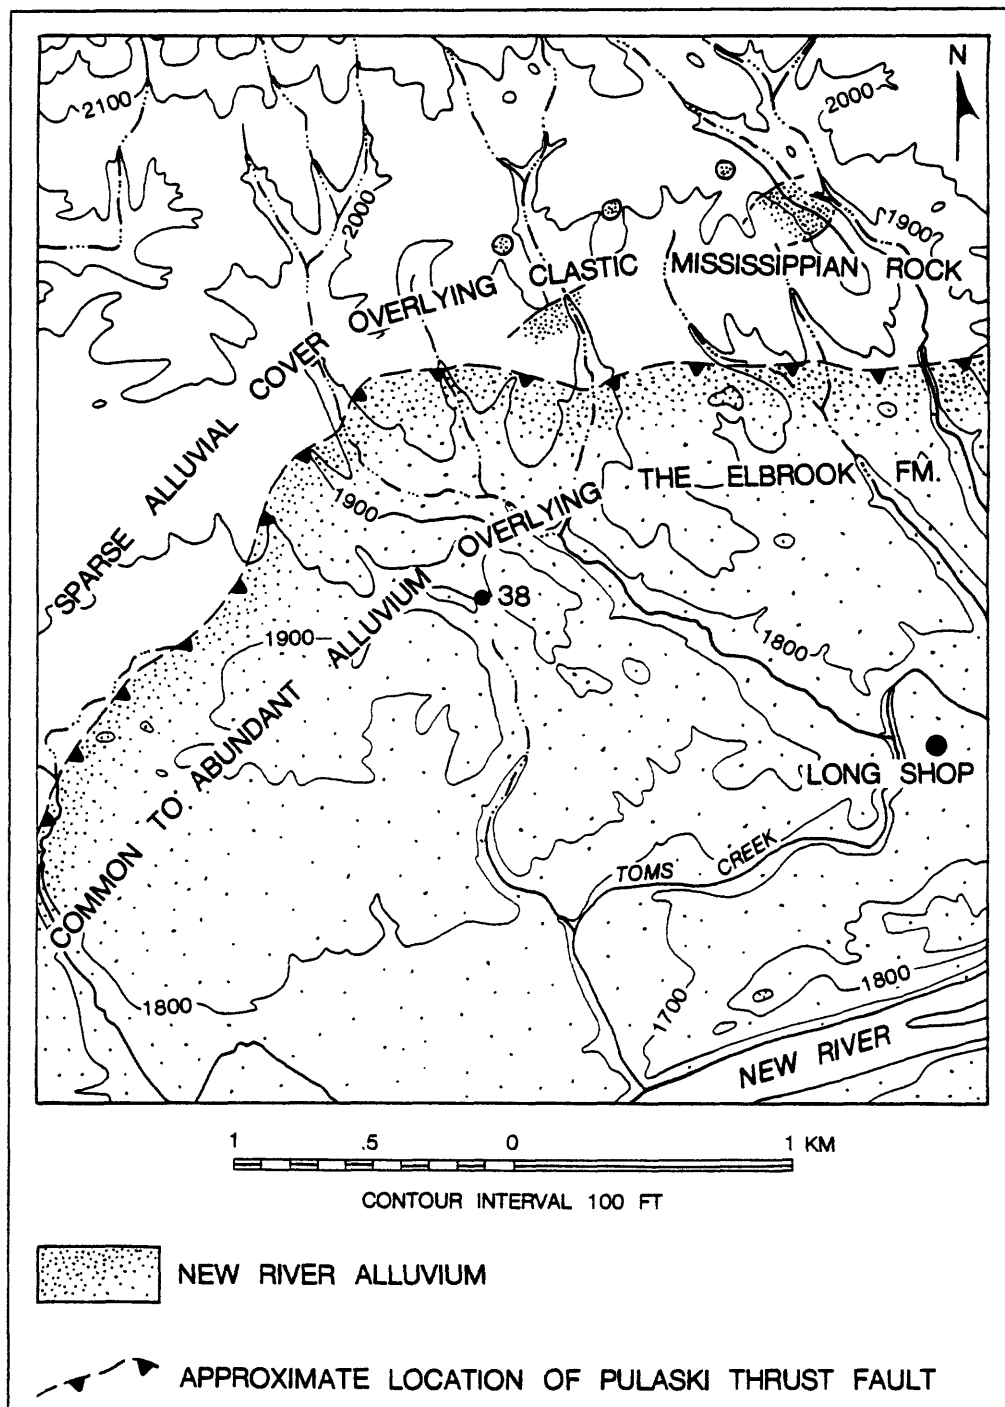 N
2100
2000
2000
1900
SPARSE ALLUVIAL COVER OVERLYING CLASTIC MISSISSIPPIAN ROCK
1900
COMMON TO ABUNDANT ALLUVIUM OVERLYING THE ELBROOK FM.
38
1900
1800
LONG SHOP
TOMS CREEK
1800
1700
1800
NEW RIVER
1 .5 0 1 KM
CONTOUR INTERVAL 100 FT
NEW RIVER ALLUVIUM
APPROXIMATE LOCATION OF PULASKI THRUST FAULT